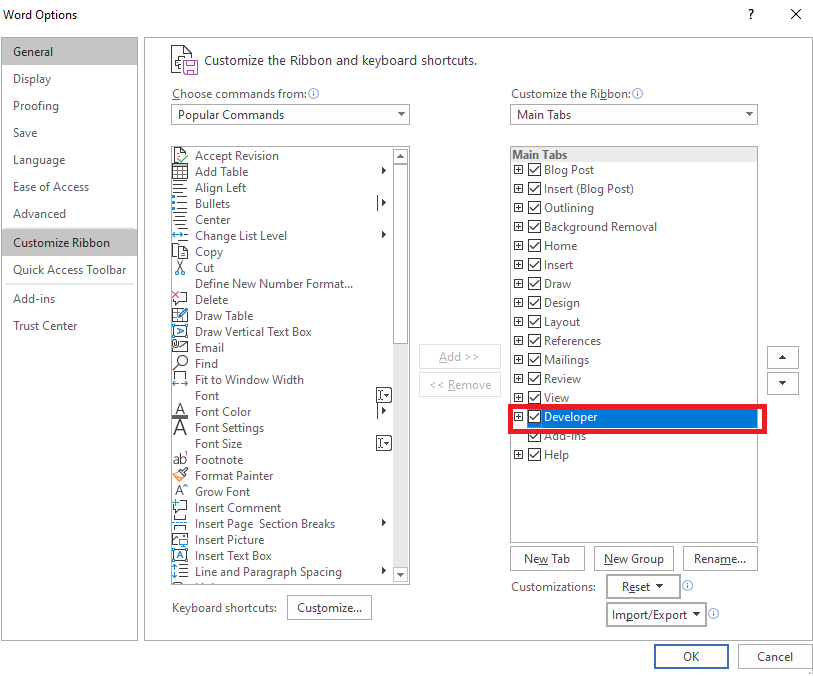 Word Options
?
General
Display
Proofing
Save
Language
Ease of Access
Advanced
Customize Ribbon
Quick Access Toolbar
Add-ins
Trust Center
Customize the Ribbon and keyboard shortcuts.
Choose commands from:
Popular Commands
Accept Revision
Add Table
Align Left
Bullets
Center
Change List Level
Copy
Cut
Define New Number Format...
Delete
Draw Table
Draw Vertical Text Box
Email
Find
Fit to Window Width
Font
Font Color
Font Settings
Font Size
Footnote
Format Painter
Grow Font
Insert Comment
Insert Page  Section Breaks
Insert Picture
Insert Text Box
Line and Paragraph Spacing
Keyboard shortcuts:
Customize...
Add >>
<< Remove
Customize the Ribbon:
Main Tabs
Main Tabs
Blog Post
Insert (Blog Post)
Outlining
Background Removal
Home
Insert
Draw
Design
Layout
References
Mailings
Review
View
Developer
Add-ins
Help
New Tab
New Group
Rename...
Customizations:
Reset
Import/Export
OK
Cancel